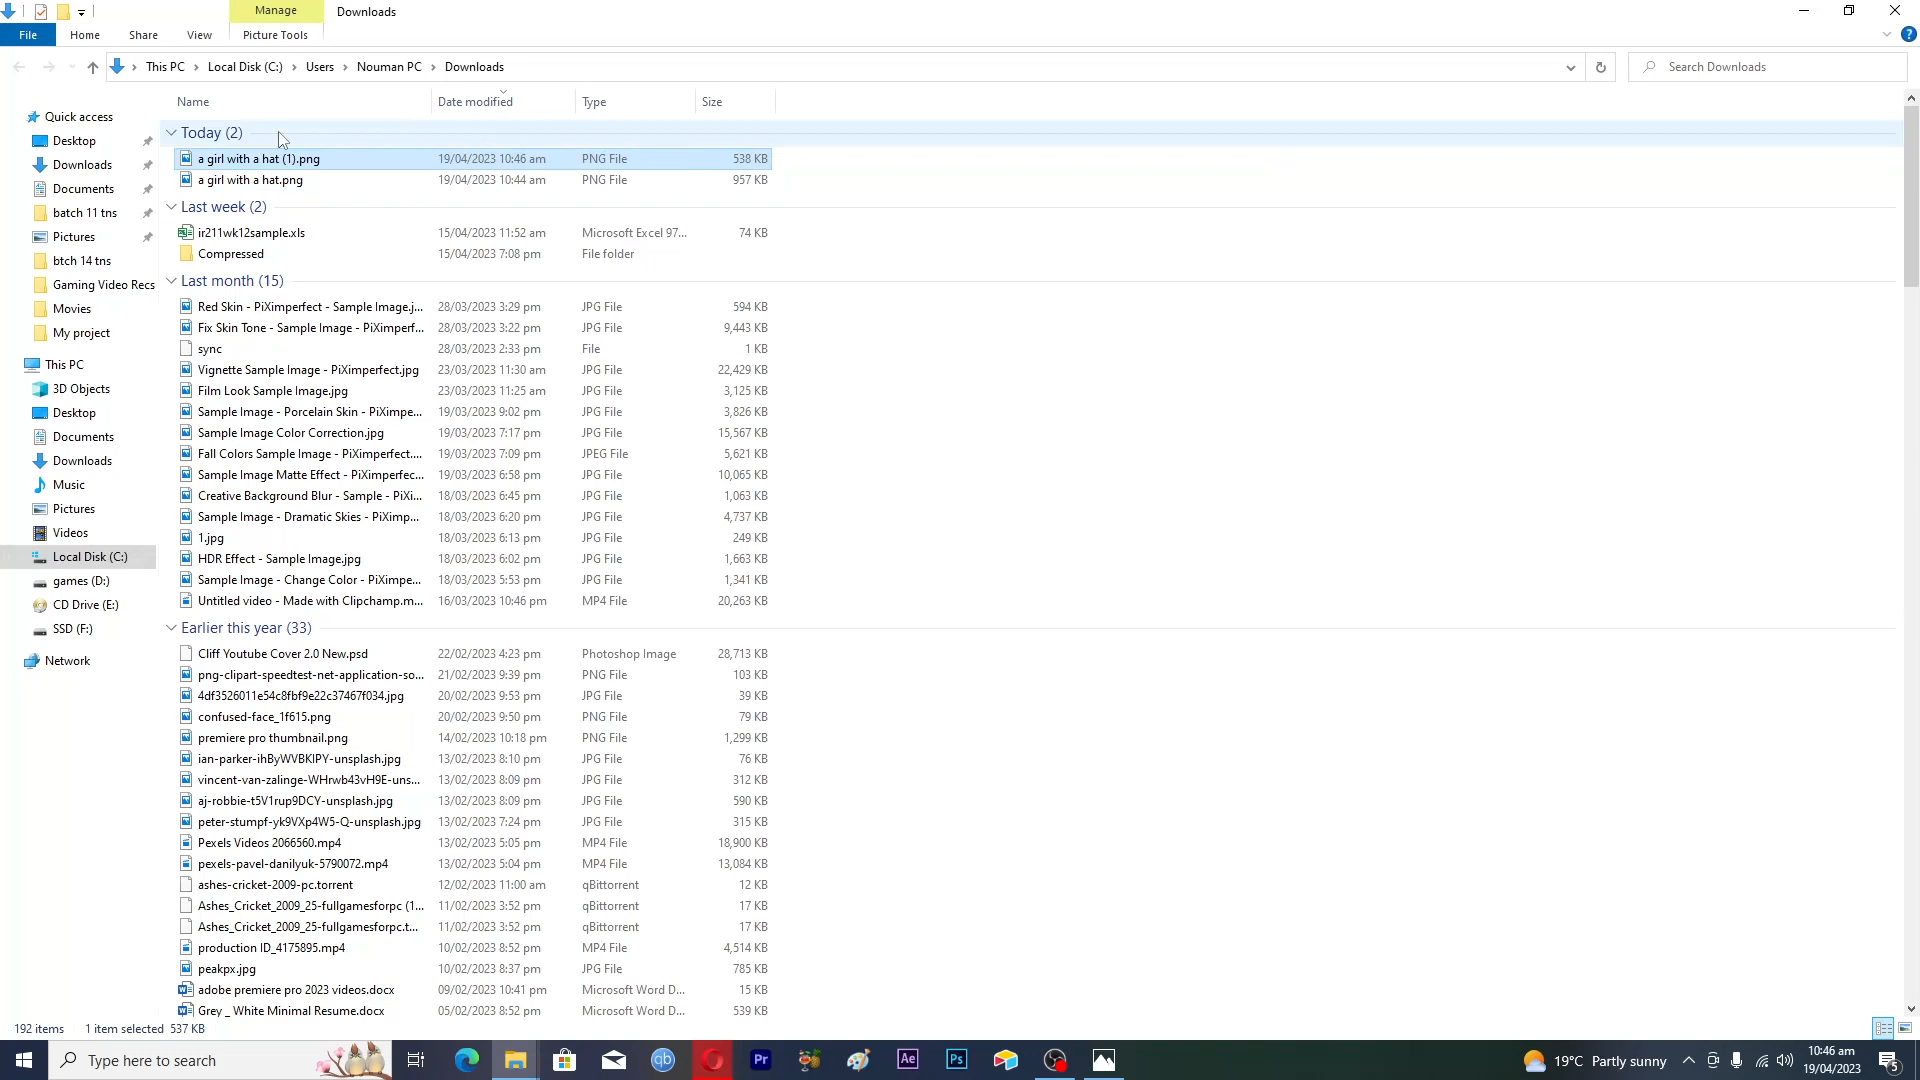 Manage
Downloads
File
Home
Share
View
Picture Tools
?
This PC
Local Disk (C:)
Users
Nouman PC
Downloads
Search Downloads
Name
Date modified
Type
Size
Quick access
Desktop
Downloads
Documents
batch 11 tns
Pictures
btch 14 tns
Gaming Video Recs
Movies
My project
This PC
3D Objects
Desktop
Documents
Downloads
Music
Pictures
Videos
Local Disk (C:)
games (D:)
CD Drive (E:)
SSD (F:)
Network
Today (2)
a girl with a hat (1).png 19/04/2023 10:46 am PNG File 538 KB
a girl with a hat.png 19/04/2023 10:44 am PNG File 957 KB
Last week (2)
ir211wk12sample.xls 15/04/2023 11:52 am Microsoft Excel 97... 74 KB
Compressed 15/04/2023 7:08 pm File folder
Last month (15)
Red Skin - PiXimperfect - Sample Image.j... 28/03/2023 3:29 pm JPG File 594 KB
Fix Skin Tone - Sample Image - PiXimperf... 28/03/2023 3:22 pm JPG File 9,443 KB
sync 28/03/2023 2:33 pm File 1 KB
Vignette Sample Image - PiXimperfect.jpg 23/03/2023 11:30 am JPG File 22,429 KB
Film Look Sample Image.jpg 23/03/2023 11:25 am JPG File 3,125 KB
Sample Image - Porcelain Skin - PiXimpe... 19/03/2023 9:02 pm JPG File 3,826 KB
Sample Image Color Correction.jpg 19/03/2023 7:17 pm JPG File 15,567 KB
Fall Colors Sample Image - PiXimperfect.... 19/03/2023 7:09 pm JPEG File 5,621 KB
Sample Image Matte Effect - PiXimperfec... 19/03/2023 6:58 pm JPG File 10,065 KB
Creative Background Blur - Sample - PiXi... 18/03/2023 6:45 pm JPG File 1,063 KB
Sample Image - Dramatic Skies - PiXimp... 18/03/2023 6:20 pm JPG File 4,737 KB
1.jpg 18/03/2023 6:13 pm JPG File 249 KB
HDR Effect - Sample Image.jpg 18/03/2023 6:02 pm JPG File 1,663 KB
Sample Image - Change Color - PiXimpe... 18/03/2023 5:53 pm JPG File 1,341 KB
Untitled video - Made with Clipchamp.m... 16/03/2023 10:46 pm MP4 File 20,263 KB
Earlier this year (33)
Cliff Youtube Cover 2.0 New.psd 22/02/2023 4:23 pm Photoshop Image 28,713 KB
png-clipart-speedtest-net-application-so... 21/02/2023 9:39 pm PNG File 103 KB
4df3526011e54c8fbf9e22c37467f034.jpg 20/02/2023 9:53 pm JPG File 39 KB
confused-face_1f615.png 20/02/2023 9:50 pm PNG File 79 KB
premiere pro thumbnail.png 14/02/2023 10:18 pm PNG File 1,299 KB
ian-parker-ihByWVBKlPY-unsplash.jpg 13/02/2023 8:10 pm JPG File 76 KB
vincent-van-zalinge-WHrwb43vH9E-uns... 13/02/2023 8:09 pm JPG File 312 KB
aj-robbie-t5V1rup9DCY-unsplash.jpg 13/02/2023 8:09 pm JPG File 590 KB
peter-stumpf-yk9VXp4W5-Q-unsplash.jpg 13/02/2023 7:24 pm JPG File 315 KB
Pexels Videos 2066560.mp4 13/02/2023 5:05 pm MP4 File 18,900 KB
pexels-pavel-danilyuk-5790072.mp4 13/02/2023 5:04 pm MP4 File 13,084 KB
ashes-cricket-2009-pc.torrent 12/02/2023 11:00 am qBittorrent 12 KB
Ashes_Cricket_2009_25-fullgamesforpc (1... 11/02/2023 3:52 pm qBittorrent 17 KB
Ashes_Cricket_2009_25-fullgamesforpc.t... 11/02/2023 3:52 pm qBittorrent 17 KB
production ID_4175895.mp4 10/02/2023 8:52 pm MP4 File 4,514 KB
peakpx.jpg 10/02/2023 8:37 pm JPG File 785 KB
adobe premiere pro 2023 videos.docx 09/02/2023 10:41 pm Microsoft Word D... 15 KB
Grey _ White Minimal Resume.docx 05/02/2023 8:52 pm Microsoft Word D... 539 KB
192 items 1 item selected 537 KB
Type here to search
qb
Pr
Ae
Ps
19°C Partly sunny
10:46 am
19/04/2023
5